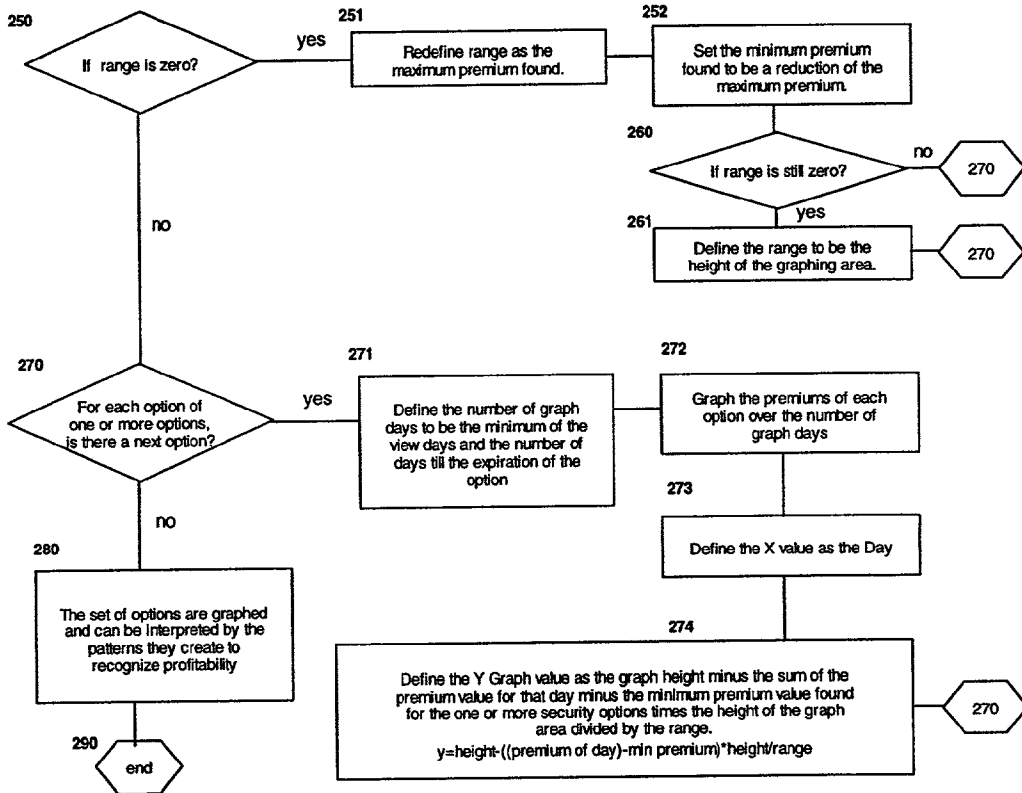 250
If range is zero?
yes
251
Redefine range as the
maximum premium found.
252
Set the minimum premium
found to be a reduction of the
maximum premium.
260
If range is still zero?
no
270
yes
261
Define the range to be the
height of the graphing area.
270
no
270
For each option of
one or more options,
is there a next option?
yes
271
Define the number of graph
days to be the minimum of the
view days and the number of
days till the expiration of the
option
272
Graph the premiums of each
option over the number of
graph days
273
Define the X value as the Day
274
Define the Y Graph value as the graph height minus the sum of the
premium value for that day minus the minimum premium value found
for the one or more security options times the height of the graph
area divided by the range.
y=height-((premium of day)-min premium)*height/range
270
no
280
The set of options are graphed
and can be interpreted by the
patterns they create to
recognize profitability
290
end